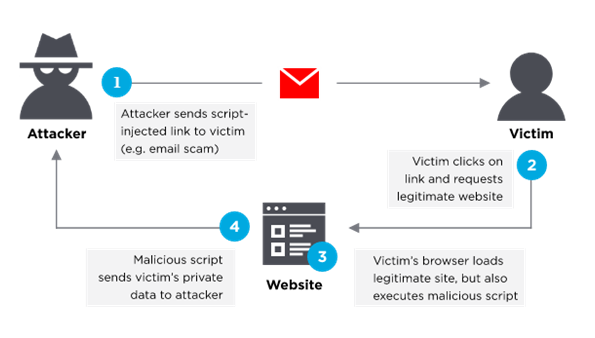 1
Attacker sends script-
injected link to victim
(e.g. email scam)
Attacker
Victim
Victim clicks on
link and requests
legitimate website
2
4
Malicious script
sends victim's private
data to attacker
3
Website
Victim's browser loads
legitimate site, but also
executes malicious script